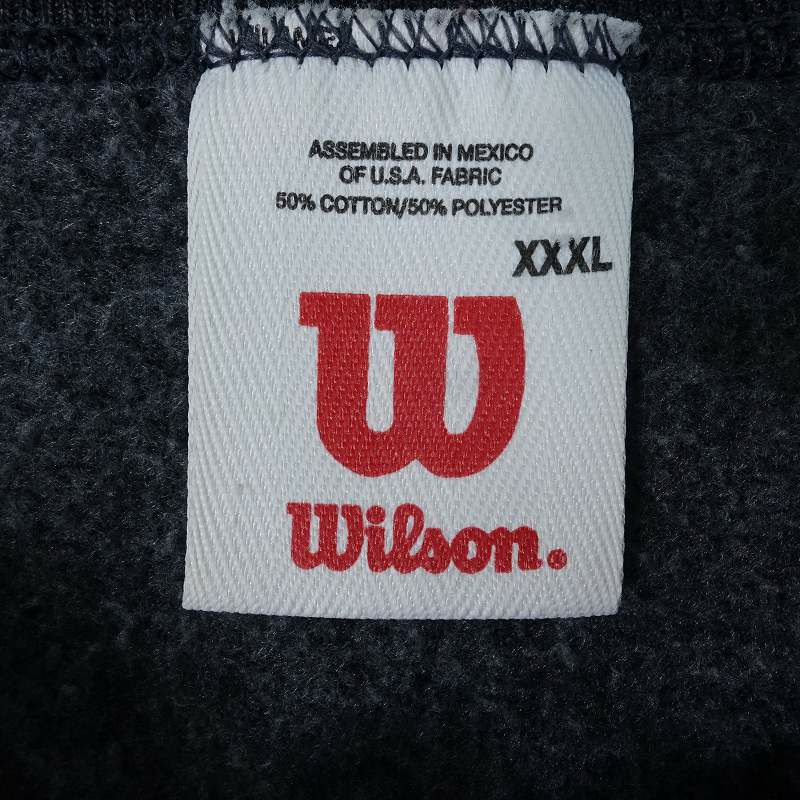 ASSEMBLED IN MEXICO
OF U.S.A. FABRIC
50% COTTON/50% POLYESTER
XXXL
W
Wilson®